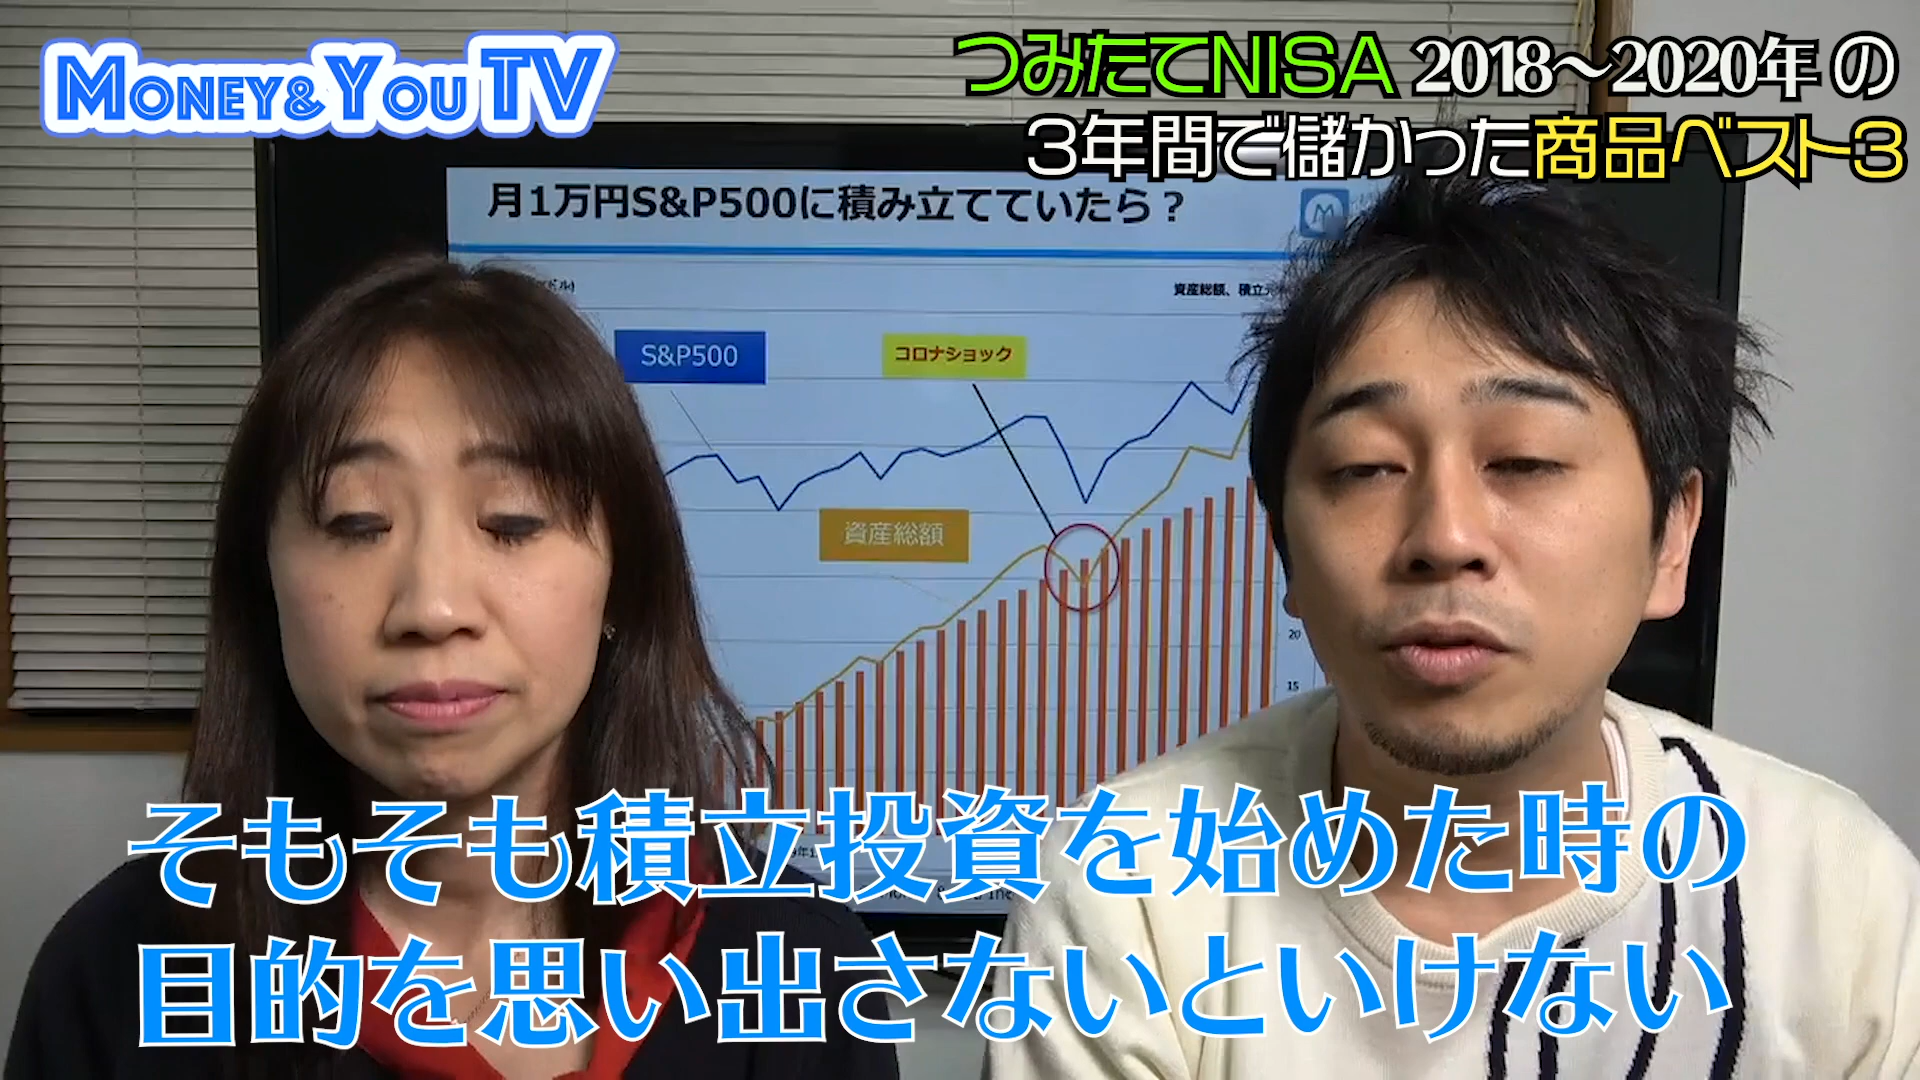 MONEY&YOU TV
つみたてNISA 2018~2020年の
3年間で儲かった商品ベスト3
月1万円S&P500に積み立てていたら？
資産総額、積立元
S&P500
コロナショック
資産総額
20
15
そもそも積立投資を始めた時の
目的を思い出さないといけない